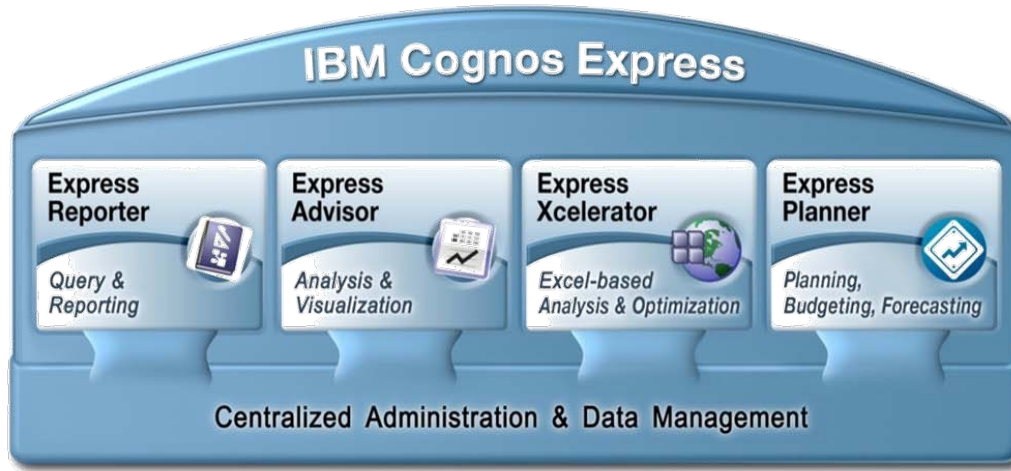 IBM Cognos Express
Express
Reporter
Query &
Reporting
Express
Advisor
Analysis &
Visualization
Express
Xcelerator
Excel-based
Analysis & Optimization
Express
Planner
Planning,
Budgeting, Forecasting
Centralized Administration & Data Management